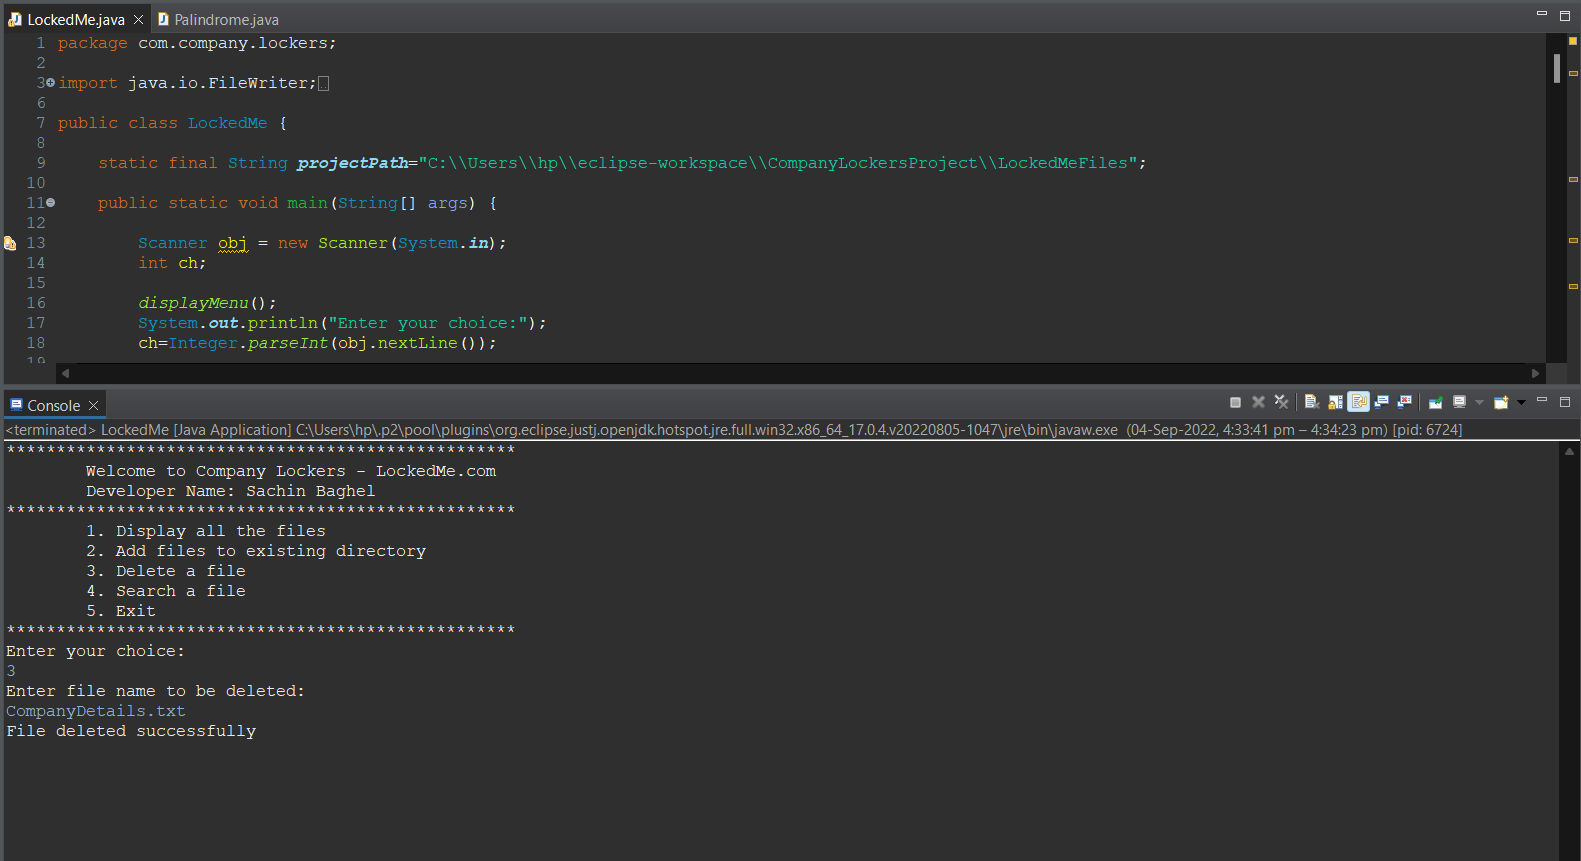 LockedMe.java Palindrome.java
1 package com.company.lockers;
2
3 import java.io.FileWriter;
6
7 public class LockedMe {
8
9 static final String projectPath="C:\\Users\\hp\\eclipse-workspace\\CompanyLockersProject\\LockedMeFiles";
10
11 public static void main(String[] args) {
12
13 Scanner obj = new Scanner(System.in);
14 int ch;
15
16 displayMenu();
17 System.out.println("Enter your choice:");
18 ch=Integer.parseInt(obj.nextLine());
19
Console
<terminated> LockedMe [Java Application] C:\Users\hp\.p2\pool\plugins\org.eclipse.justj.openjdk.hotspot.jre.full.win32.x86_64_17.0.4.v20220805-1047\jre\bin\javaw.exe (04-Sep-2022, 4:33:41 pm – 4:34:23 pm) [pid: 6724]
***************************************************
Welcome to Company Lockers - LockedMe.com
Developer Name: Sachin Baghel
***************************************************
1. Display all the files
2. Add files to existing directory
3. Delete a file
4. Search a file
5. Exit
***************************************************
Enter your choice:
3
Enter file name to be deleted:
CompanyDetails.txt
File deleted successfully